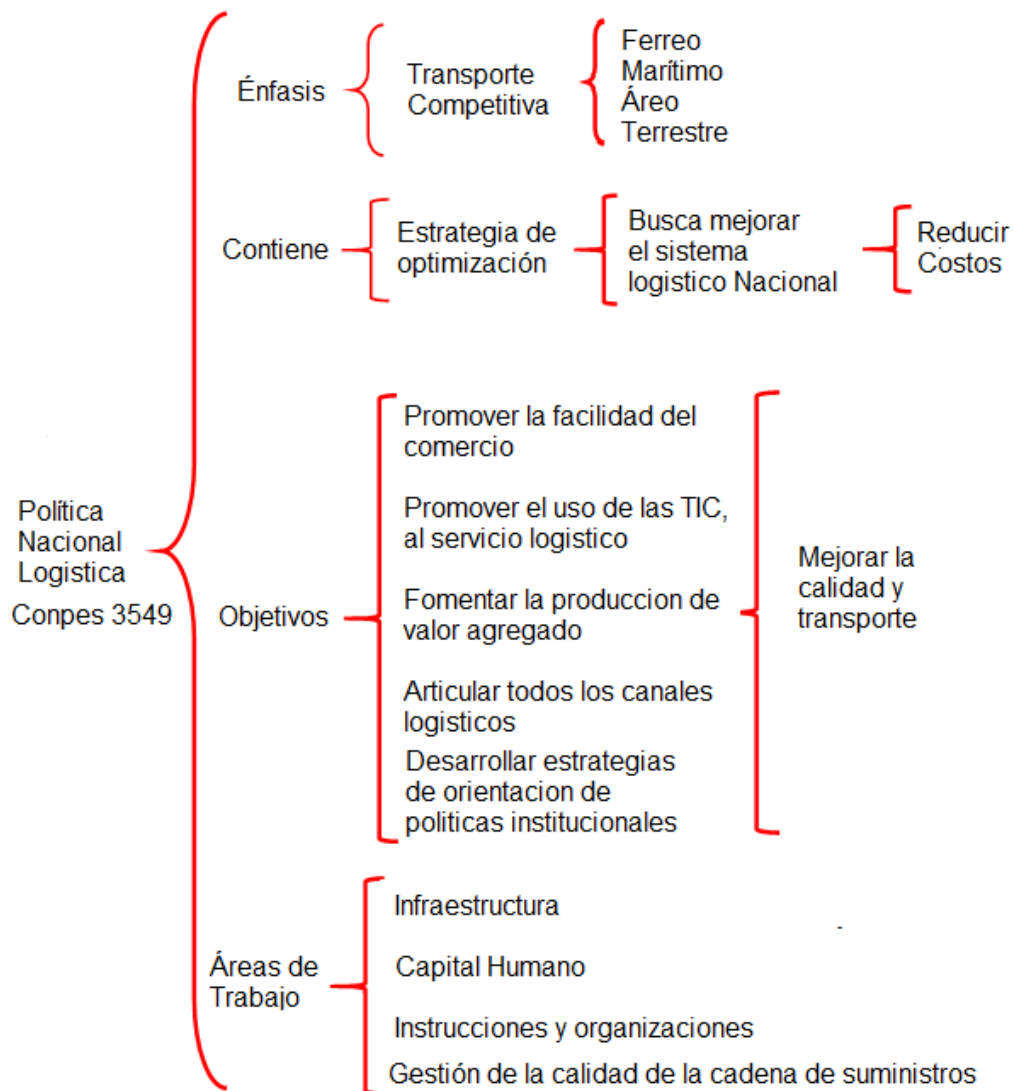 Política
Nacional
Logistica
Conpes 3549
Énfasis
Transporte
Competitiva
Ferreo
Marítimo
Áreo
Terrestre
Contiene
Estrategia de
optimización
Busca mejorar
el sistema
logistico Nacional
Reducir
Costos
Objetivos
Promover la facilidad del
comercio
Promover el uso de las TIC,
al servicio logistico
Fomentar la produccion de
valor agregado
Articular todos los canales
logisticos
Desarrollar estrategias
de orientacion de
politicas institucionales
Mejorar la
calidad y
transporte
Áreas de
Trabajo
Infraestructura
Capital Humano
Instrucciones y organizaciones
Gestión de la calidad de la cadena de suministros